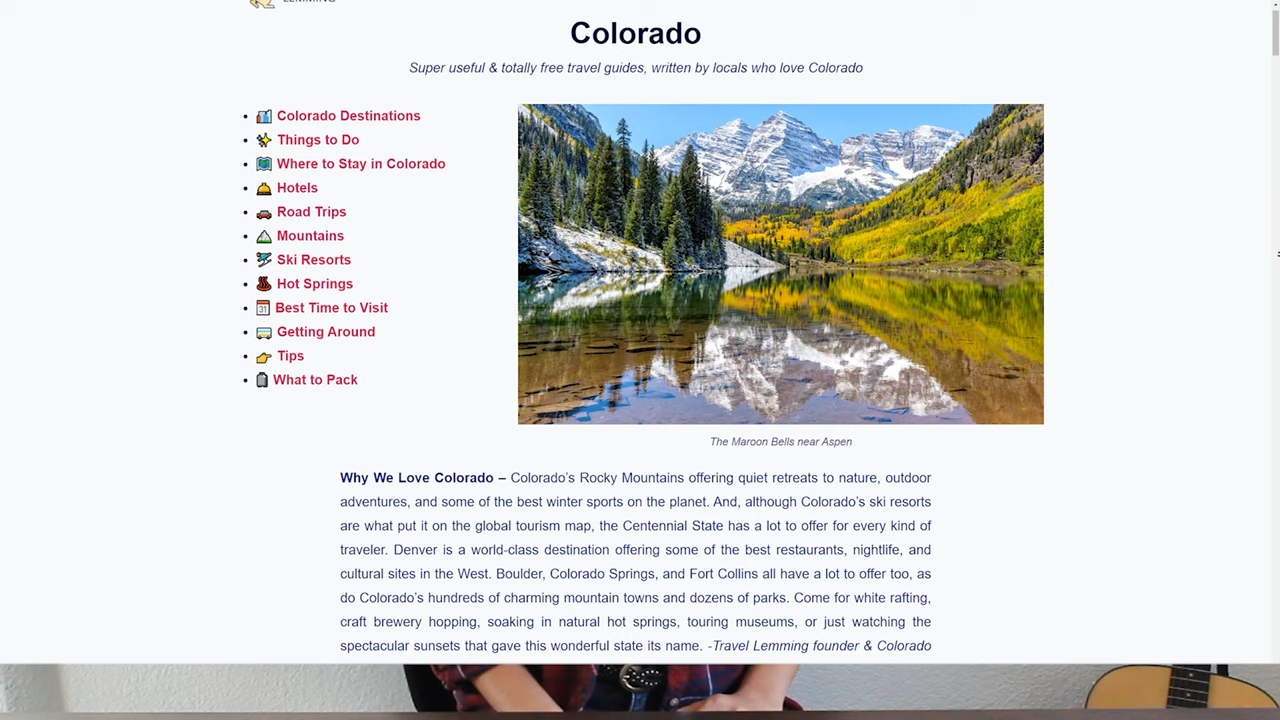 Colorado
Super useful & totally free travel guides, written by locals who love Colorado
Colorado Destinations
Things to Do
Where to Stay in Colorado
Hotels
Road Trips
Mountains
Ski Resorts
Hot Springs
31 Best Time to Visit
Getting Around
Tips
What to Pack
The Maroon Bells near Aspen
Why We Love Colorado – Colorado's Rocky Mountains offering quiet retreats to nature, outdoor
adventures, and some of the best winter sports on the planet. And, although Colorado's ski resorts
are what put it on the global tourism map, the Centennial State has a lot to offer for every kind of
traveler. Denver is a world-class destination offering some of the best restaurants, nightlife, and
cultural sites in the West. Boulder, Colorado Springs, and Fort Collins all have a lot to offer too, as
do Colorado's hundreds of charming mountain towns and dozens of parks. Come for white rafting,
craft brewery hopping, soaking in natural hot springs, touring museums, or just watching the
spectacular sunsets that gave this wonderful state its name. -Travel Lemming founder & Colorado